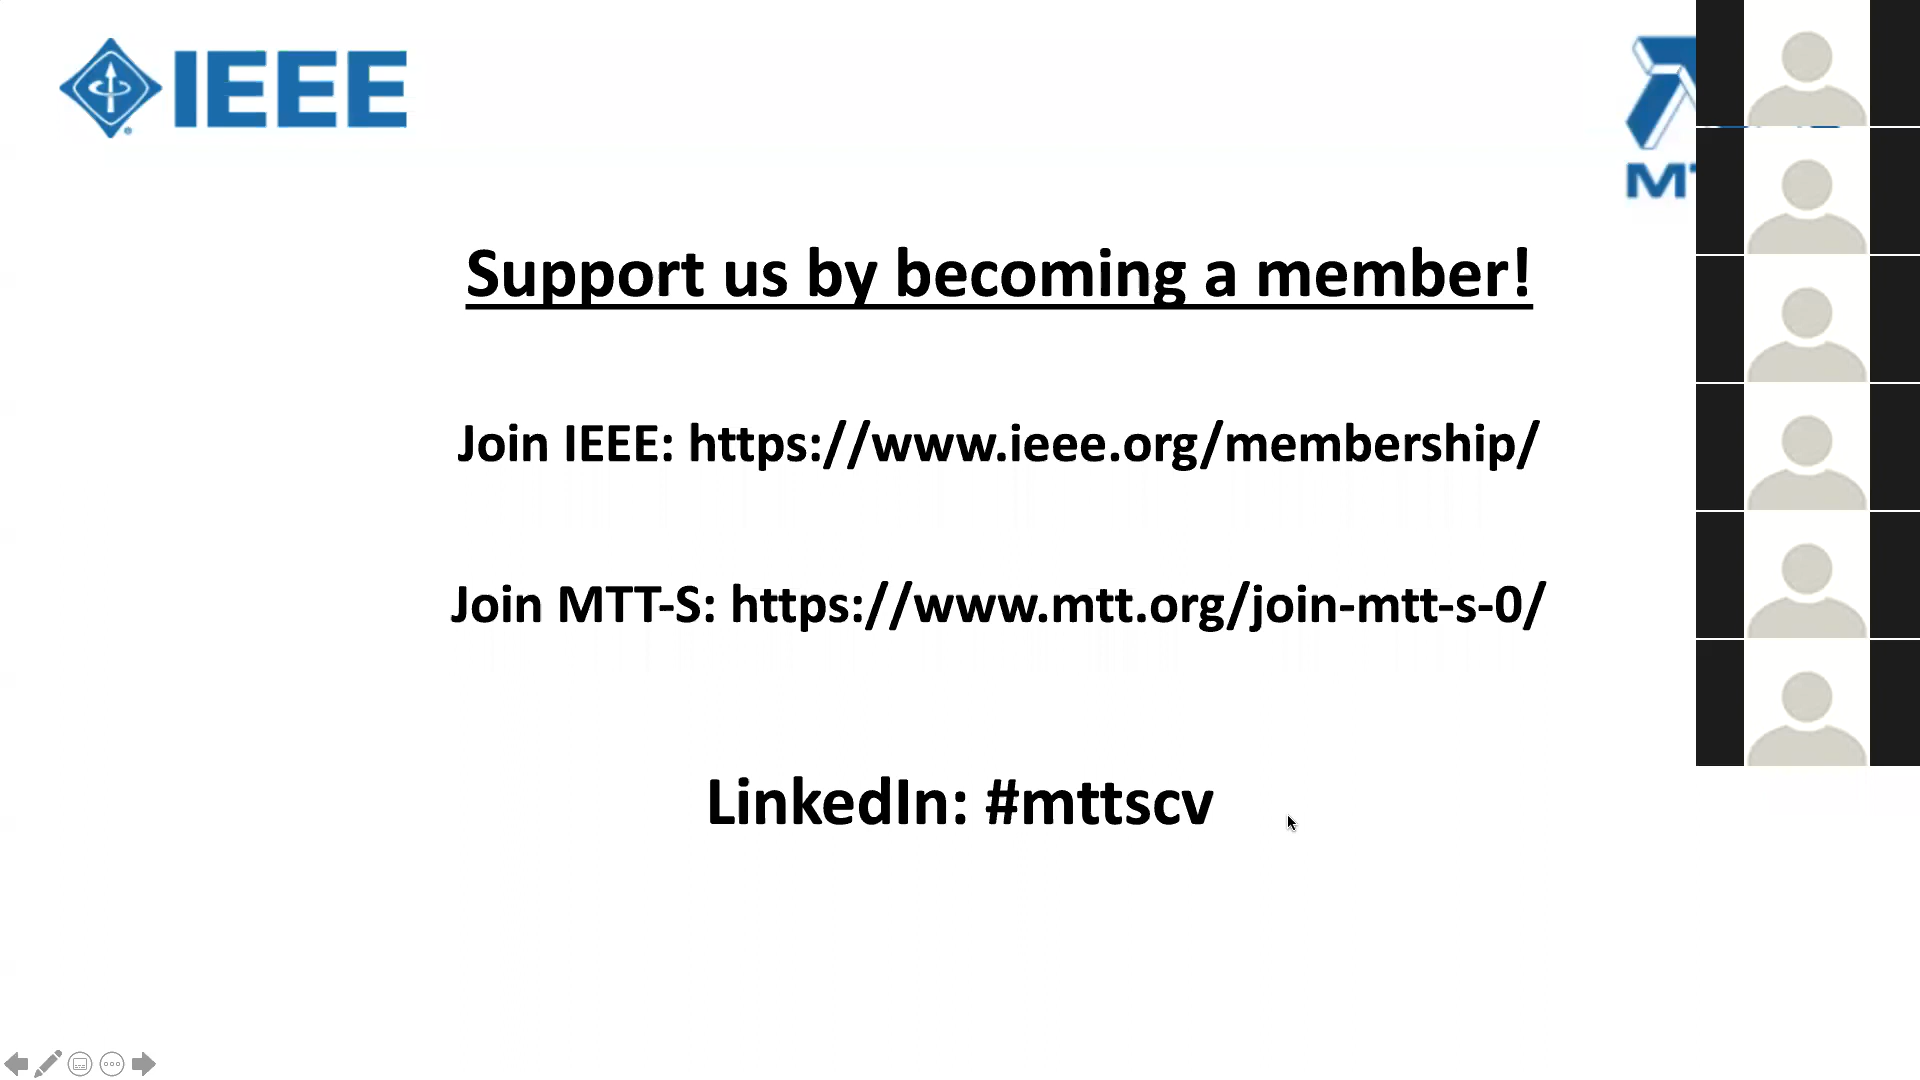 IEEE
Support us by becoming a member!
Join IEEE: https://www.ieee.org/membership/
Join MTT-S: https://www.mtt.org/join-mtt-s-0/
LinkedIn: #mttscv